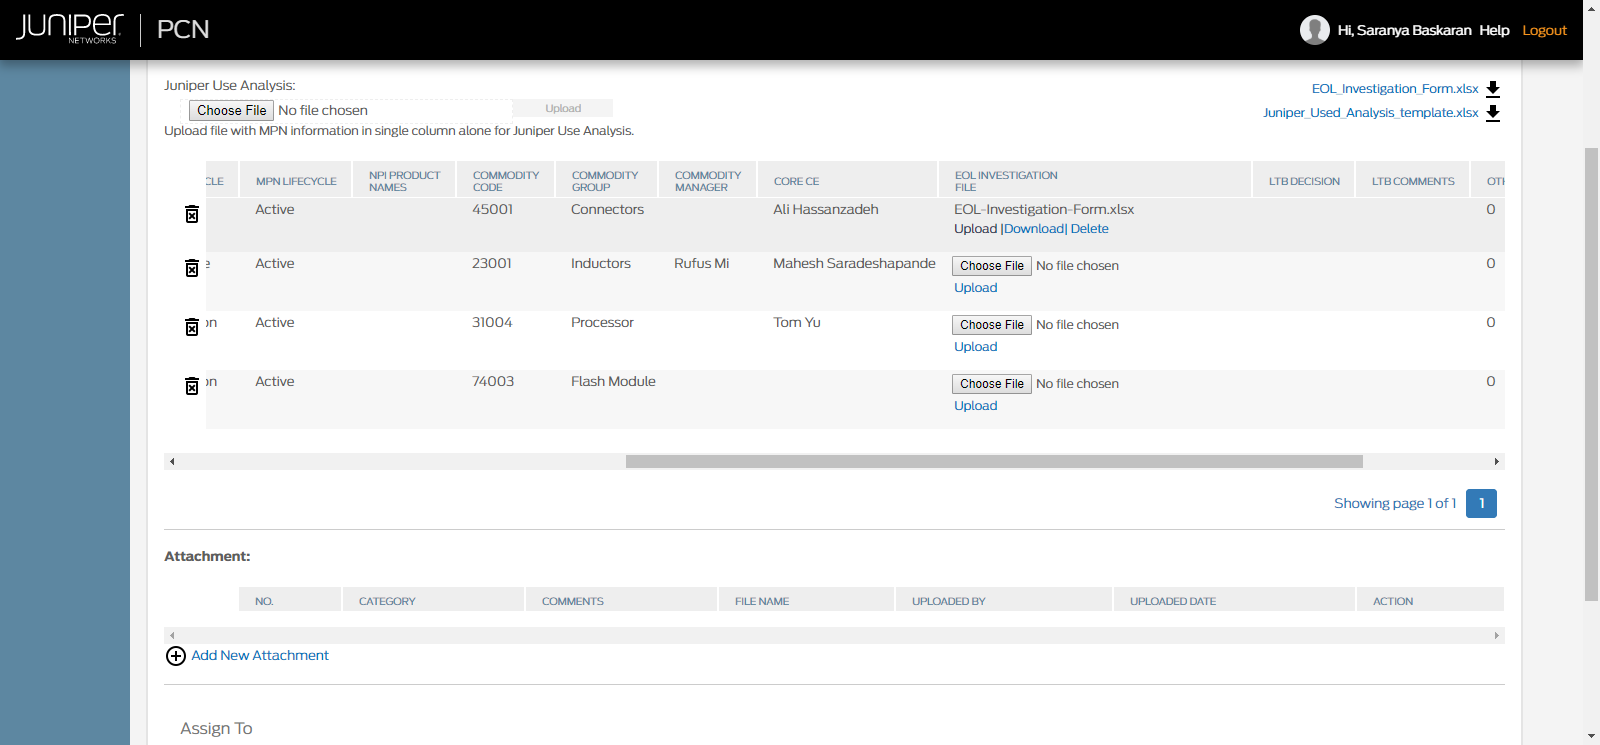 JUNIPER NETWORKS PCN Hi, Saranya Baskaran Help Logout
Juniper Use Analysis: EOL_Investigation_Form.xlsx
Choose File No file chosen Upload Juniper_Used_Analysis_template.xlsx
Upload file with MPN information in single column alone for Juniper Use Analysis.
CLE MPN LIFECYCLE NPI PRODUCT NAMES COMMODITY CODE COMMODITY GROUP COMMODITY MANAGER CORE CE EOL INVESTIGATION FILE LTB DECISION LTB COMMENTS OTH
Active 45001 Connectors Ali Hassanzadeh EOL-Investigation-Form.xlsx 0
Upload |Download| Delete
e Active 23001 Inductors Rufus Mi Mahesh Saradeshapande Choose File No file chosen 0
Upload
on Active 31004 Processor Tom Yu Choose File No file chosen 0
Upload
on Active 74003 Flash Module Choose File No file chosen 0
Upload
Showing page 1 of 1 1
Attachment:
NO. CATEGORY COMMENTS FILE NAME UPLOADED BY UPLOADED DATE ACTION
Add New Attachment
Assign To